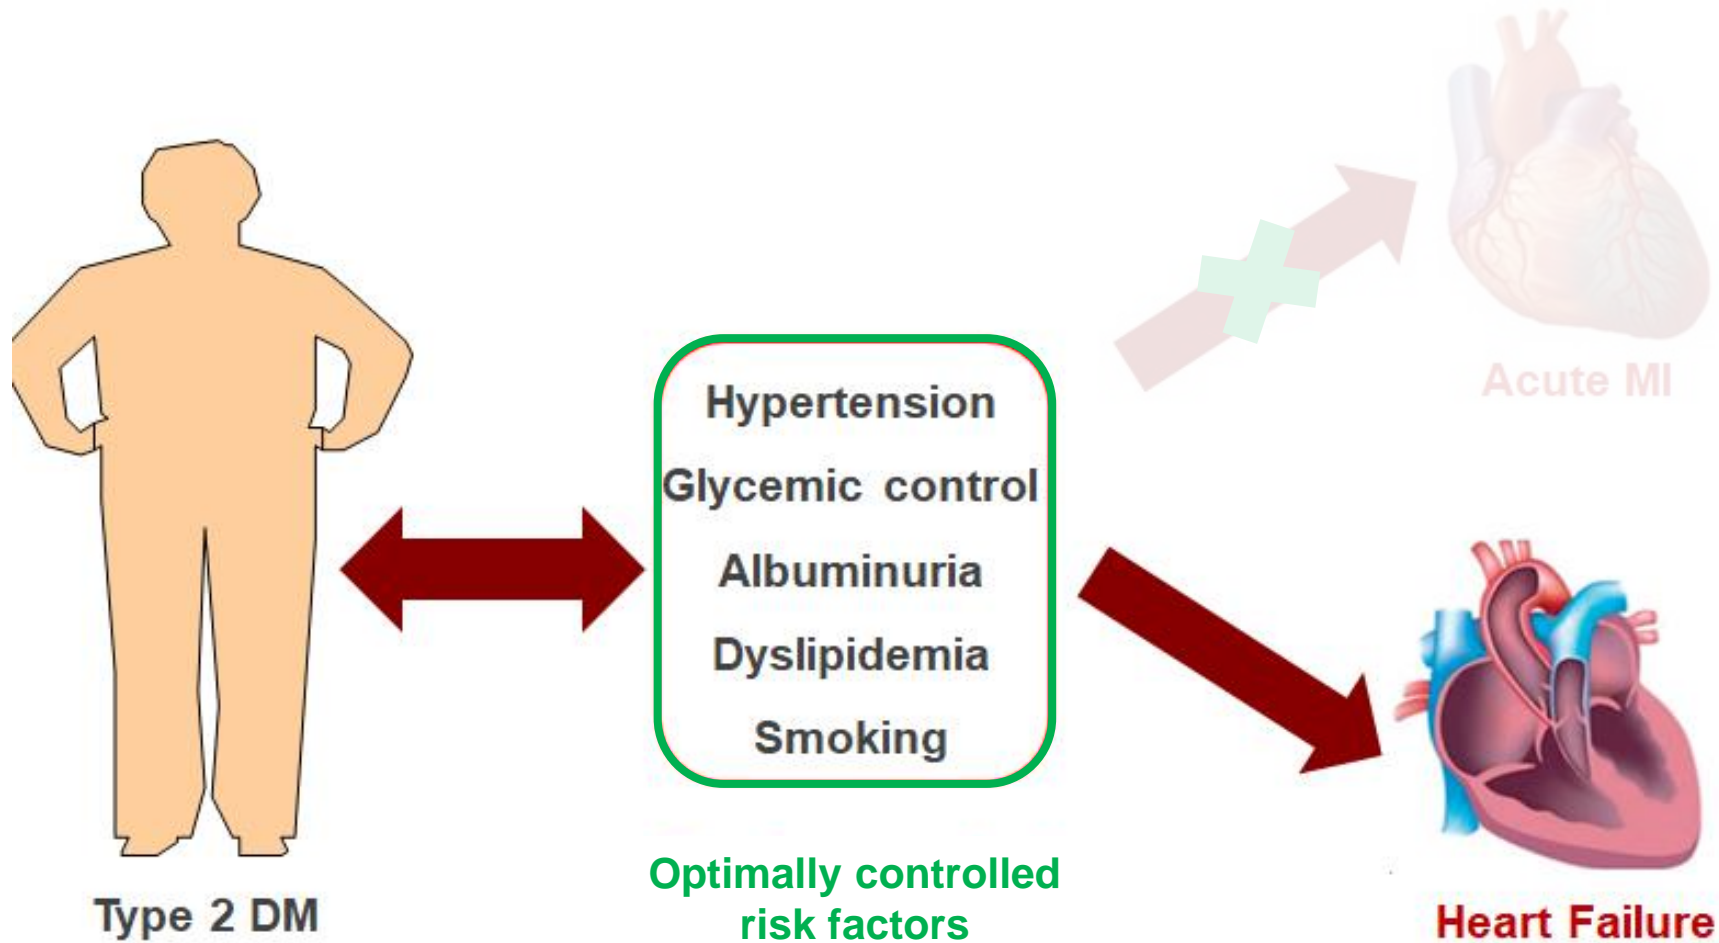 Acute MI
Hypertension
Glycemic control
Albuminuria
Dyslipidemia
Smoking
Optimally controlled
risk factors
Type 2 DM
Heart Failure